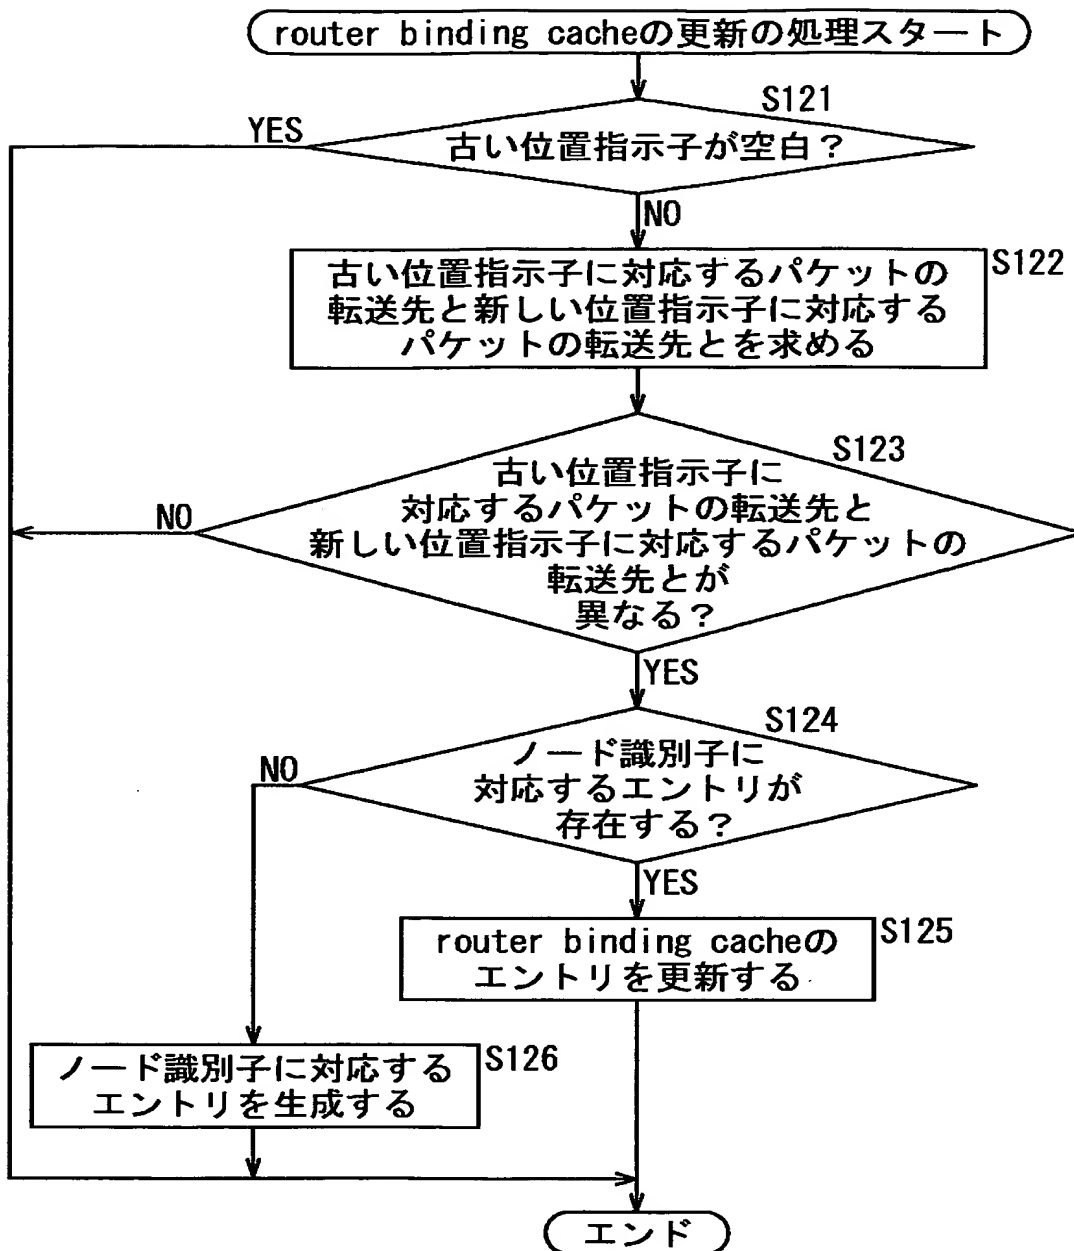 router binding cacheの更新の処理スタート
S121
YES
古い位置指示子が空白？
NO
S122
古い位置指示子に対応するパケットの
転送先と新しい位置指示子に対応する
パケットの転送先とを求める
S123
古い位置指示子に
対応するパケットの転送先と
NO
新しい位置指示子に対応するパケットの
転送先とが
異なる？
YES
S124
ノード識別子に
NO
対応するエントリが
存在する？
YES
S125
router binding cacheの
エントリを更新する
S126
ノード識別子に対応する
エントリを生成する
エンド